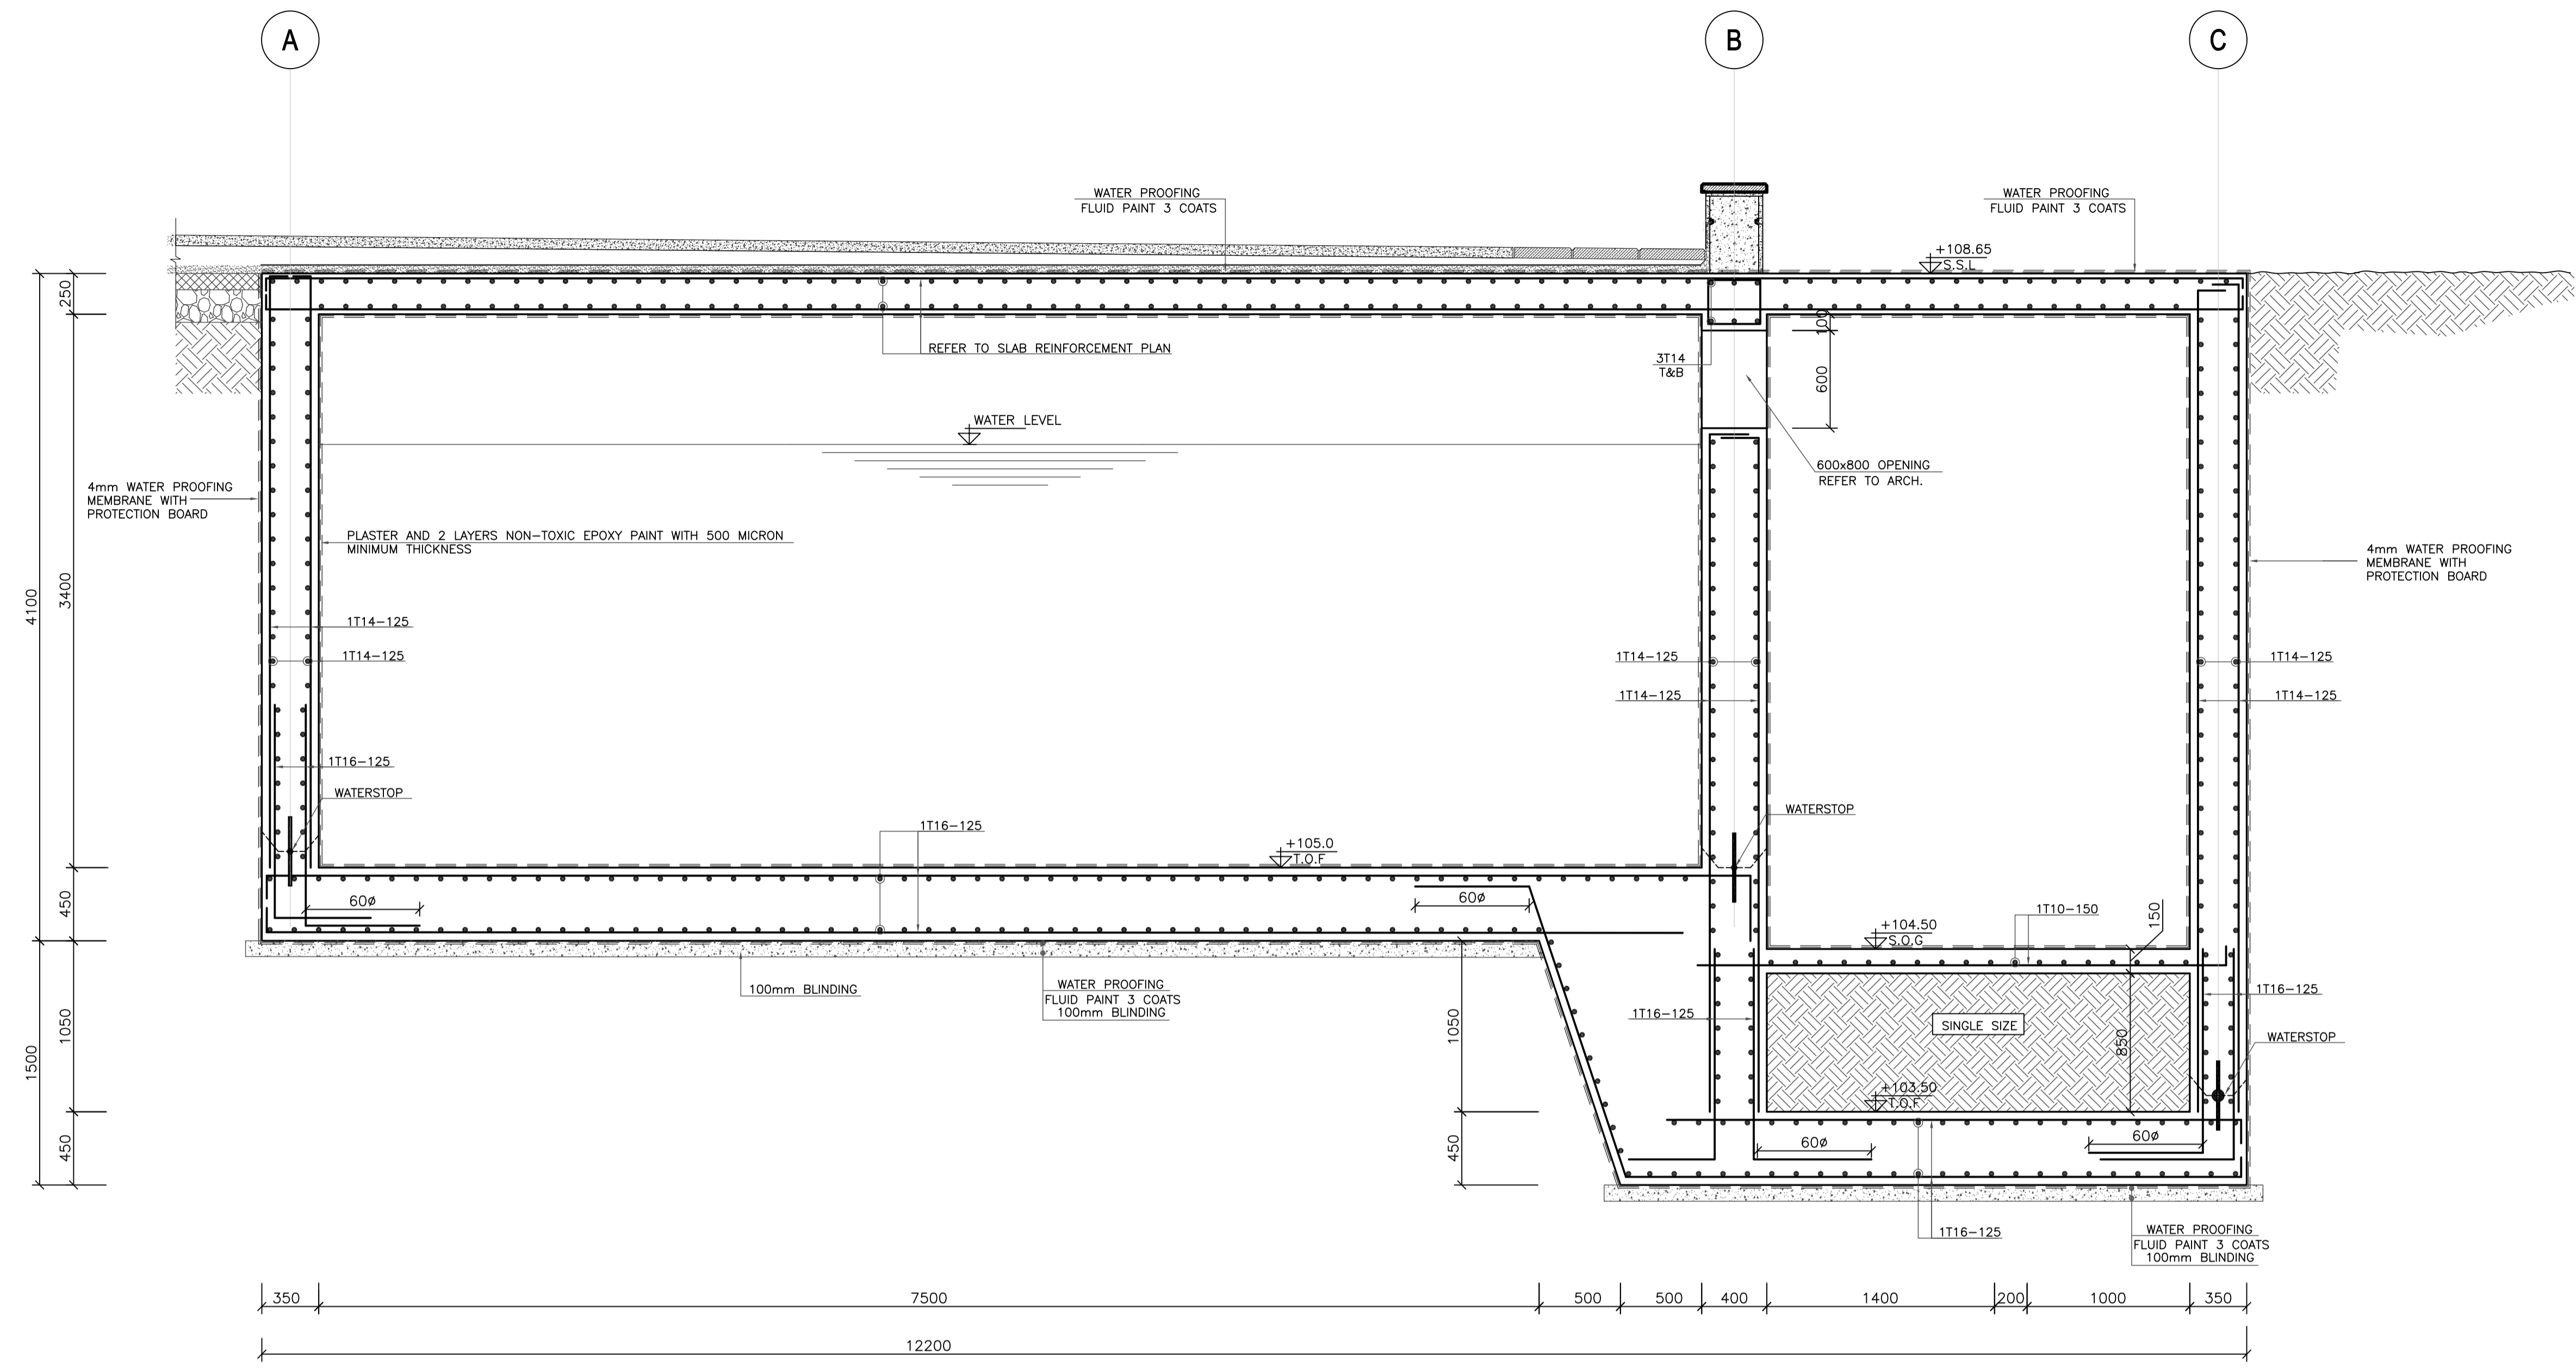 A
B
C
WATER PROOFING
FLUID PAINT 3 COATS
WATER PROOFING
FLUID PAINT 3 COATS
+108.65
S.S.L
250
100
REFER TO SLAB REINFORCEMENT PLAN
3T14
T&B
600
WATER LEVEL
600x800 OPENING
REFER TO ARCH.
4mm WATER PROOFING
MEMBRANE WITH
PROTECTION BOARD
PLASTER AND 2 LAYERS NON-TOXIC EPOXY PAINT WITH 500 MICRON
MINIMUM THICKNESS
4mm WATER PROOFING
MEMBRANE WITH
PROTECTION BOARD
4100
3400
1T14-125
1T14-125
1T14-125
1T14-125
1T14-125
1T14-125
1T16-125
WATERSTOP
WATERSTOP
1T16-125
+105.0
T.O.F
450
60ø
60ø
1T10-150
150
+104.50
S.O.G
100mm BLINDING
WATER PROOFING
FLUID PAINT 3 COATS
100mm BLINDING
1T16-125
1T16-125
SINGLE SIZE
WATERSTOP
1500
1050
1050
850
+103.50
T.O.F
450
450
60ø
60ø
1T16-125
WATER PROOFING
FLUID PAINT 3 COATS
100mm BLINDING
350
7500
500
500
400
1400
200
1000
350
12200